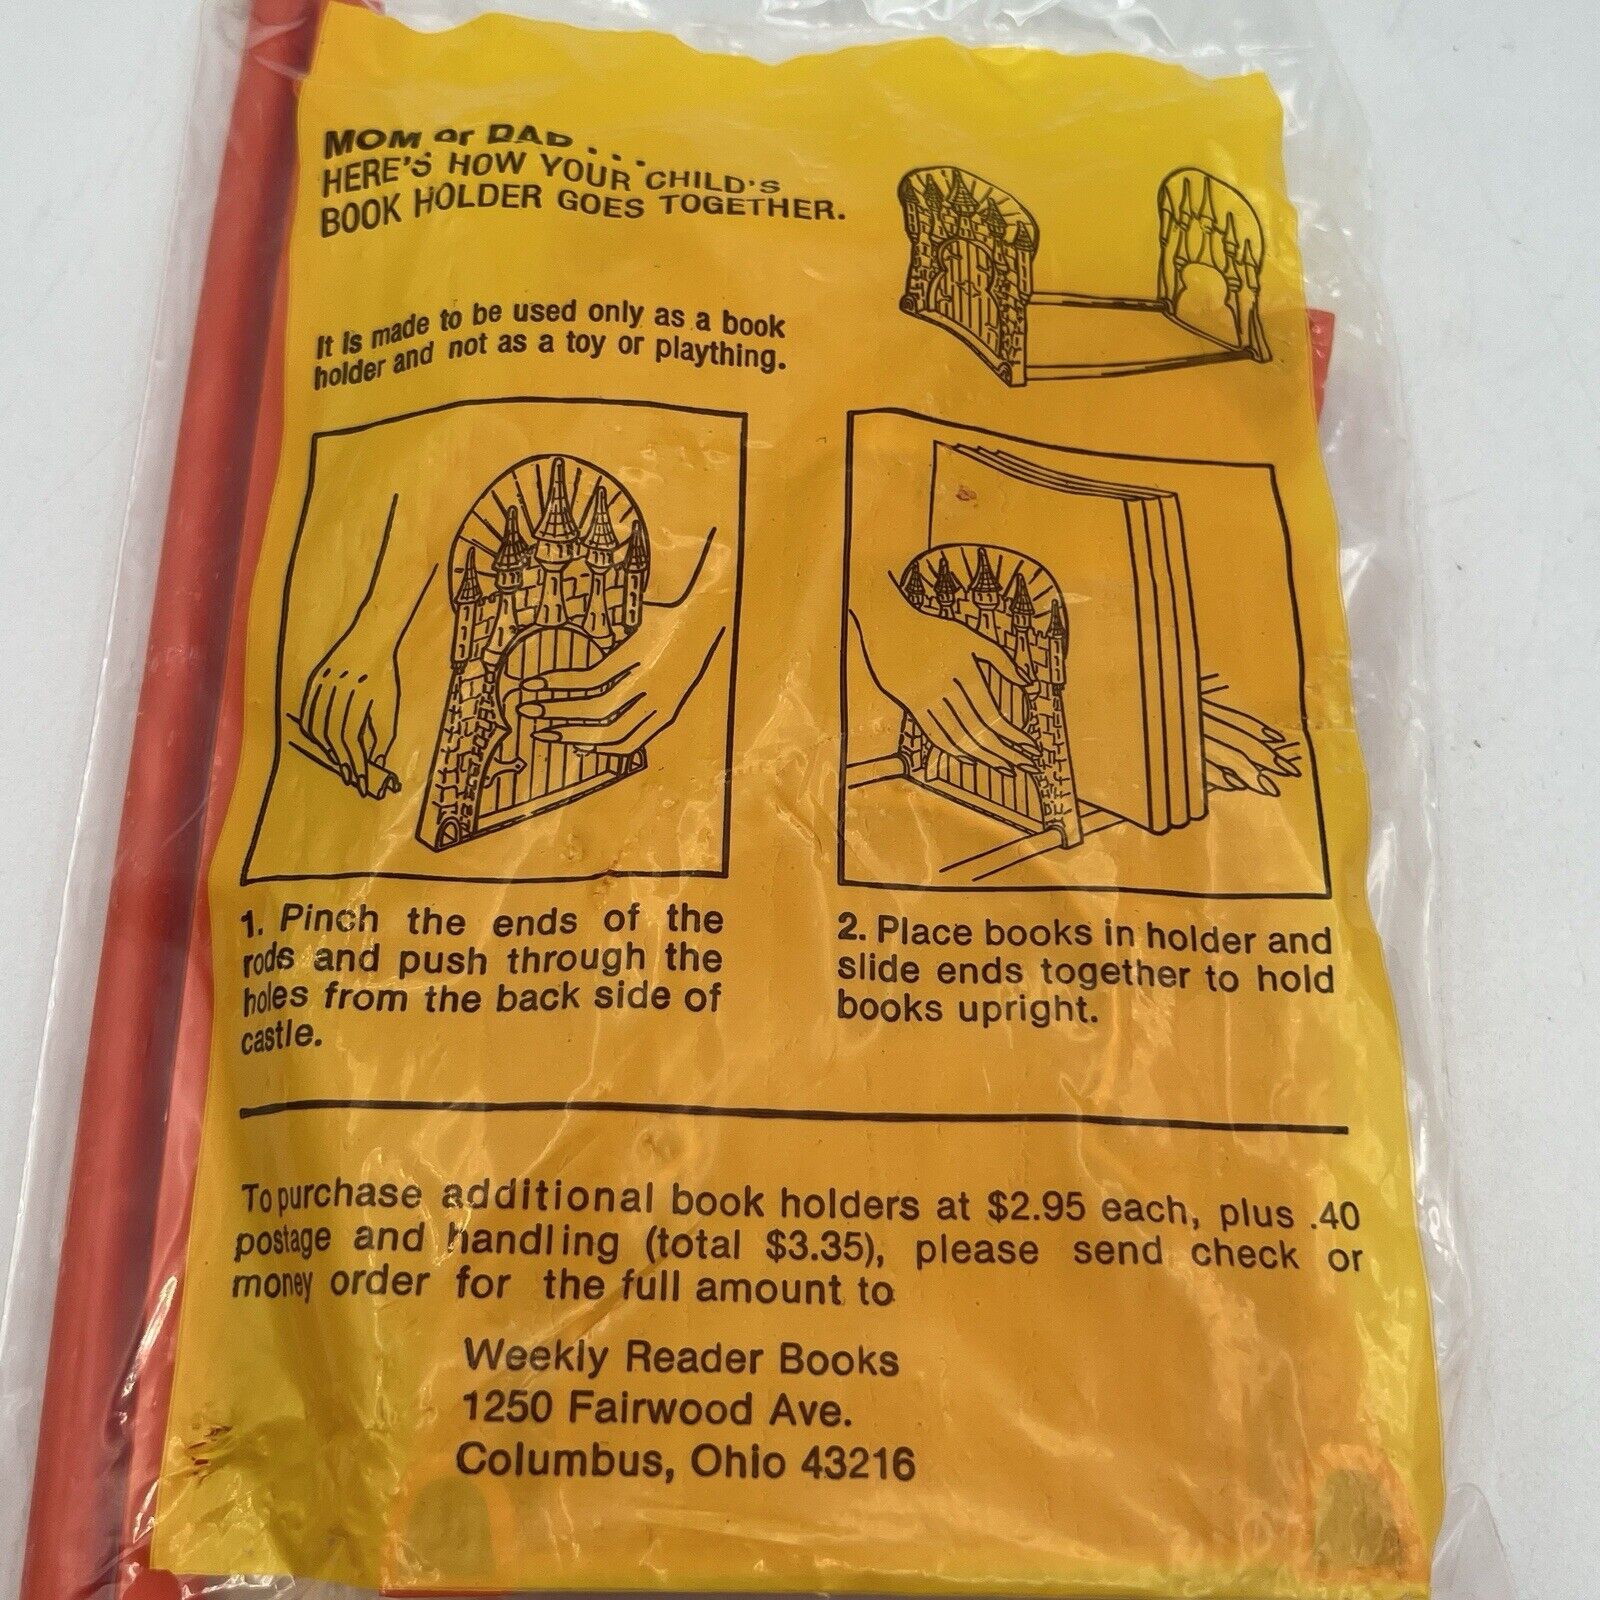 MOM or DAD . . .
HERE'S HOW YOUR CHILD'S
BOOK HOLDER GOES TOGETHER.
It is made to be used only as a book
holder and not as a toy or plaything.
1. Pinch the ends of the
rods and push through the
holes from the back side of
castle.
2. Place books in holder and
slide ends together to hold
books upright.
To purchase additional book holders at $2.95 each, plus .40
postage and handling (total $3.35), please send check or
money order for the full amount to
Weekly Reader Books
1250 Fairwood Ave.
Columbus, Ohio 43216